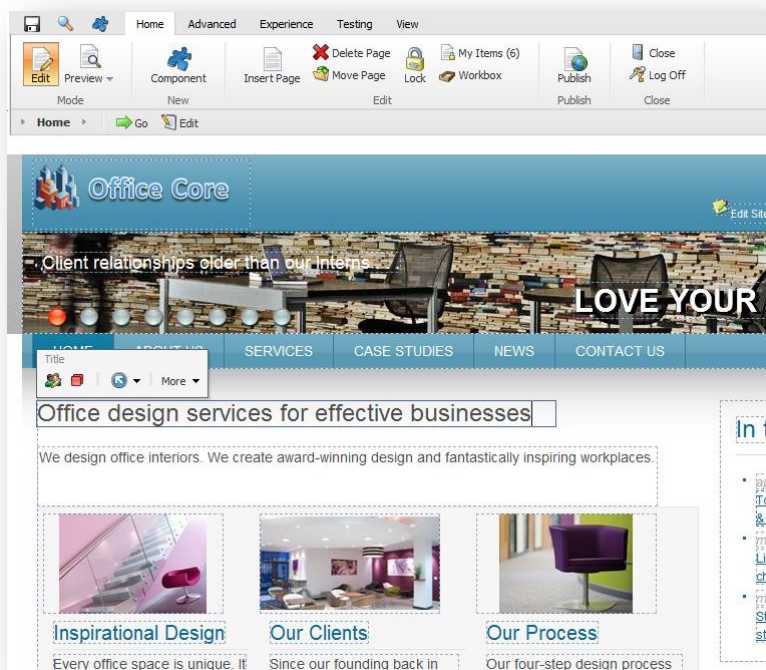 Home Advanced Experience Testing View
Edit Preview Component Insert Page Delete Page Move Page Lock My Items (6) Workbox Publish Close Log Off
Mode New Edit Publish Close
Home Go Edit
Office Core
Edit Site
Client relationships older than our Interns...
LOVE YOUR
HOME ABOUT US SERVICES CASE STUDIES NEWS CONTACT US
Title
More
Office design services for effective businesses
In
We design office interiors. We create award-winning design and fantastically inspiring workplaces.
Inspirational Design Our Clients Our Process
Every office space is unique. It Since our founding back in Our four-step design process